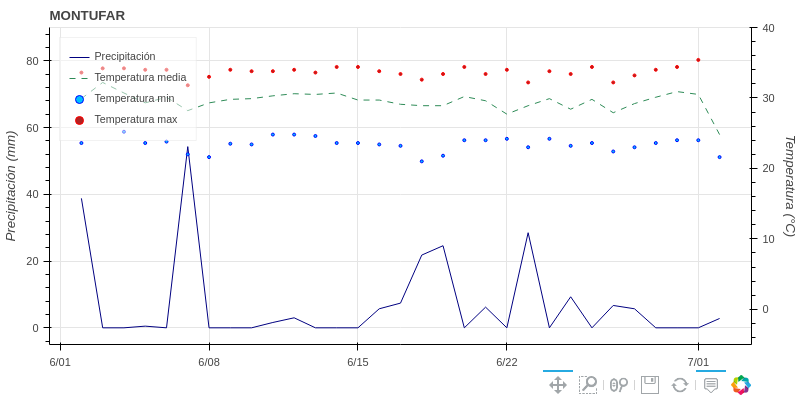 MONTUFAR
Precipitación
Temperatura media
Temperatura min
Temperatura max
Precipitación (mm)
80
60
40
20
0
Temperatura (°C)
40
30
20
10
0
6/01
6/08
6/15
6/22
7/01